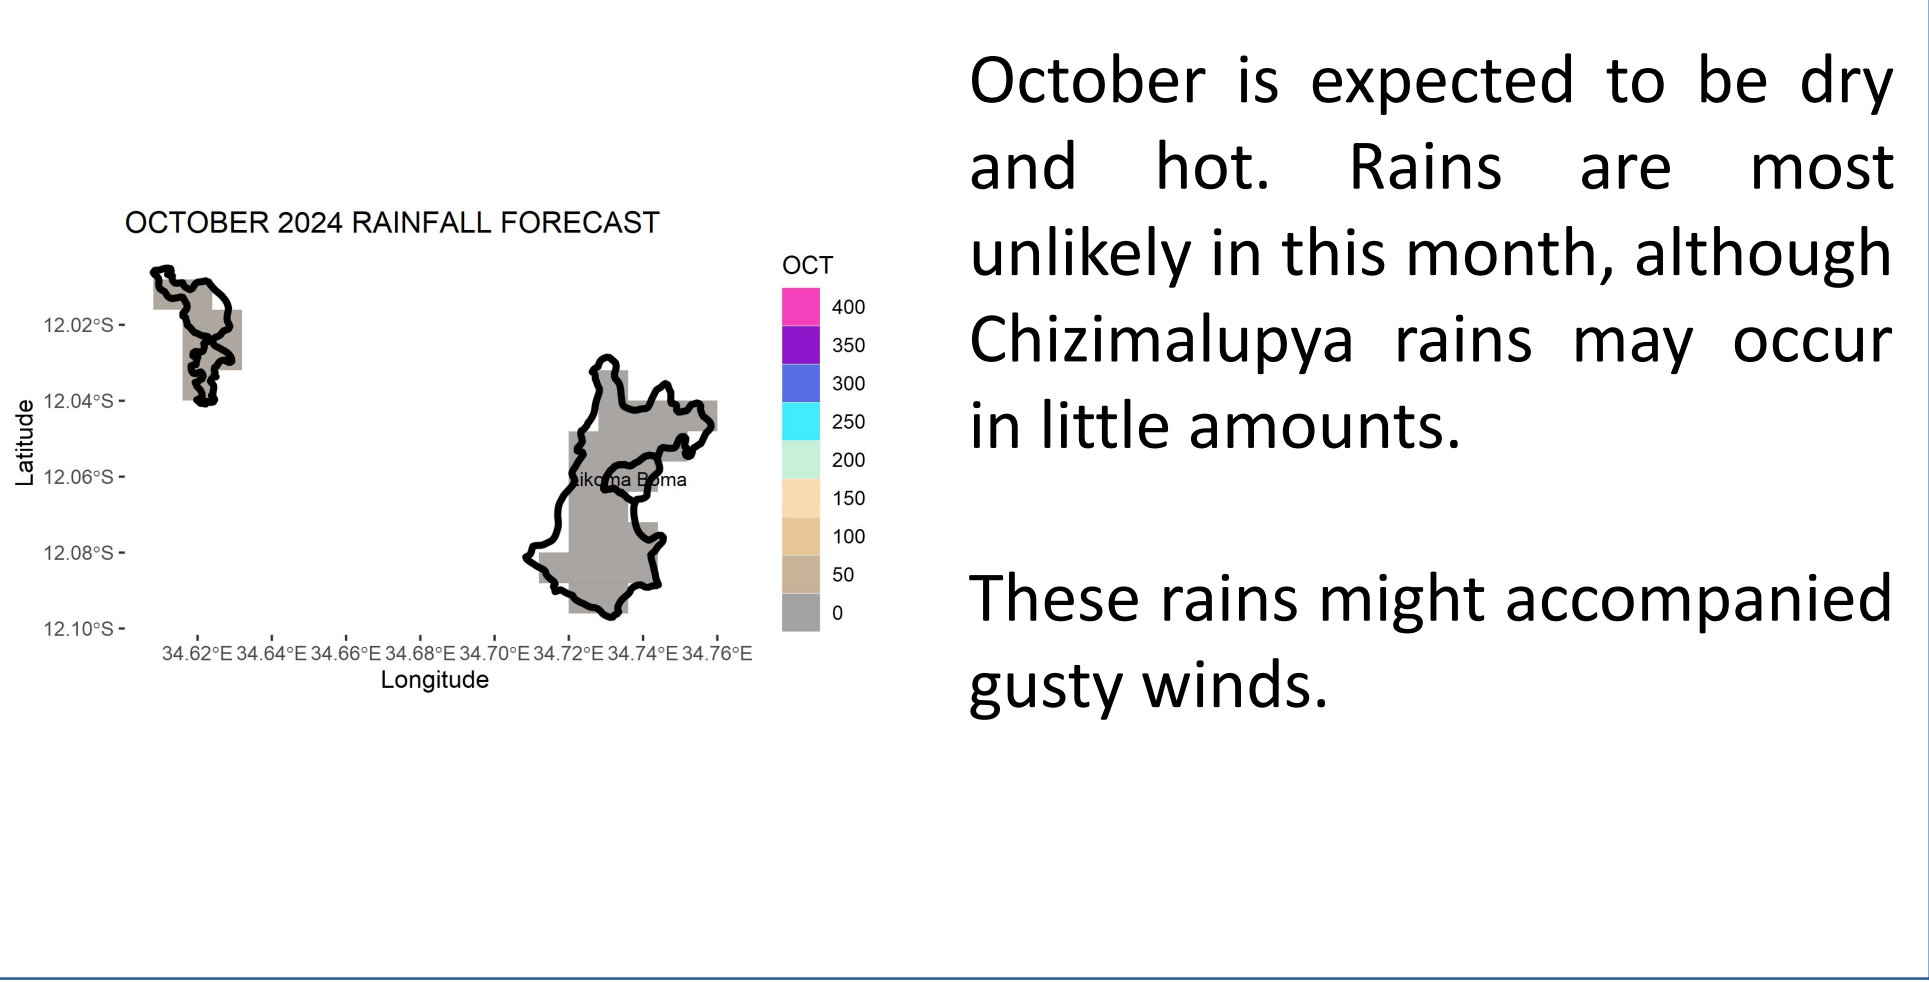 OCTOBER 2024 RAINFALL FORECAST
OCT
400
350
300
250
200
150
100
50
0
Latitude
12.02°S
12.04°S
12.06°S
12.08°S
12.10°S
Likoma Boma
34.62°E 34.64°E 34.66°E 34.68°E 34.70°E 34.72°E 34.74°E 34.76°E
Longitude
October is expected to be dry
and hot. Rains are most
unlikely in this month, although
Chizimalupya rains may occur
in little amounts.
These rains might accompanied
gusty winds.